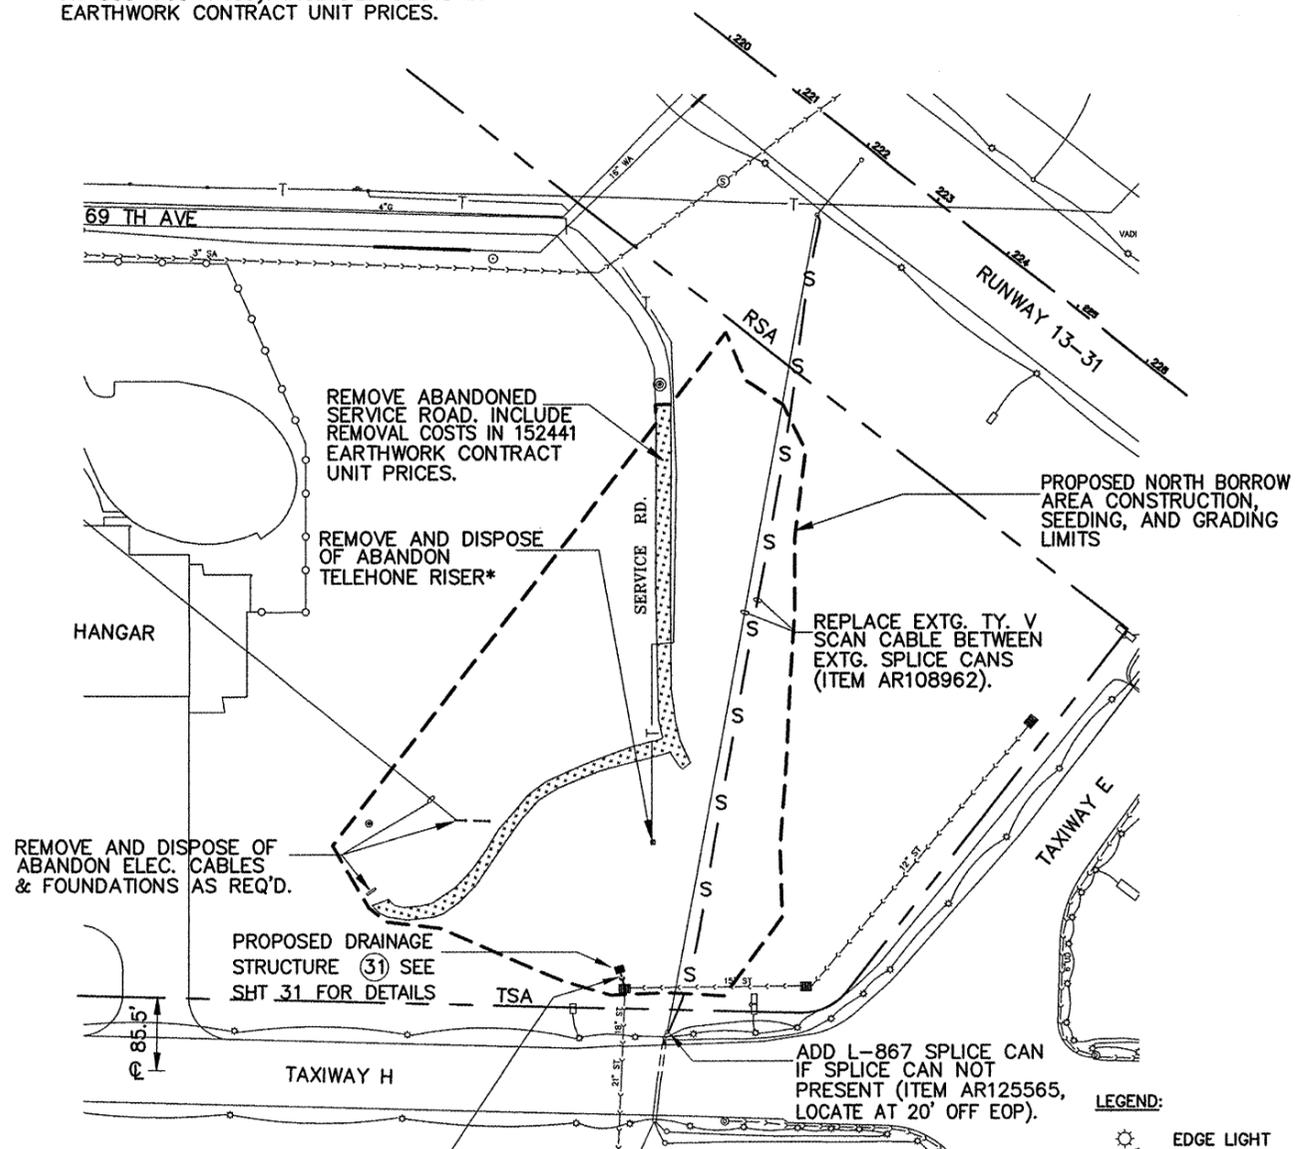 EARTHWORK CONTRACT UNIT PRICES.
220
221
222
223
224
225
226
16" WA
T
T
T
S
4"G
69 TH AVE
3" SA
VADI
RUNWAY 13-31
RSA
T
S
S
S
S
S
S
S
S
S
REMOVE ABANDONED
SERVICE ROAD. INCLUDE
REMOVAL COSTS IN 152441
EARTHWORK CONTRACT
UNIT PRICES.
PROPOSED NORTH BORROW
AREA CONSTRUCTION,
SEEDING, AND GRADING
LIMITS
REMOVE AND DISPOSE
OF ABANDON
TELEHONE RISER*
SERVICE RD.
HANGAR
REPLACE EXTG. TY. V
SCAN CABLE BETWEEN
EXTG. SPLICE CANS
(ITEM AR108962).
T
TAXIWAY E
12" ST
REMOVE AND DISPOSE OF
ABANDON ELEC. CABLES
& FOUNDATIONS AS REQ'D.
PROPOSED DRAINAGE
STRUCTURE 31 SEE
SHT 31 FOR DETAILS
TSA
15" ST
18" ST
21" ST
85.5'
℄
TAXIWAY H
ADD L-867 SPLICE CAN
IF SPLICE CAN NOT
PRESENT (ITEM AR125565,
LOCATE AT 20' OFF EOP).
LEGEND:
EDGE LIGHT